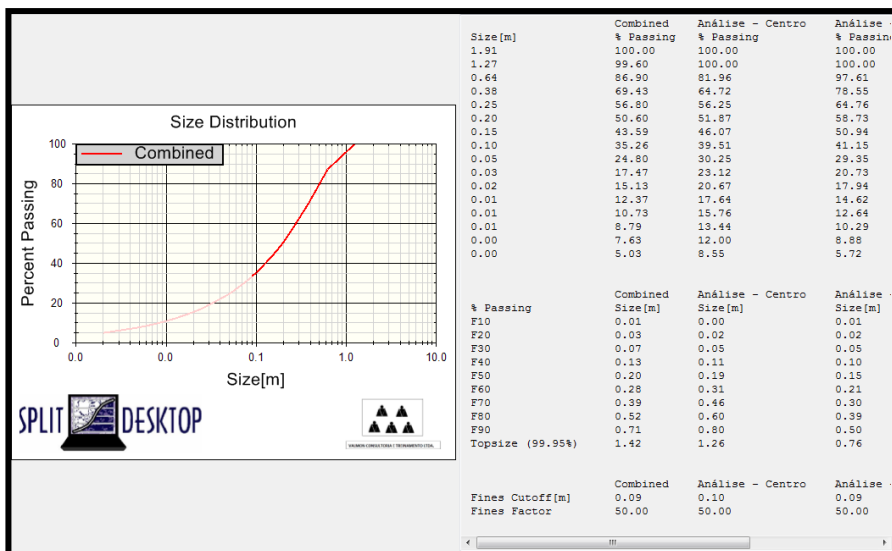 Size Distribution
Combined
Percent Passing
100
80
60
40
20
0
0.0 0.0 0.1 1.0 10.0
Size[m]
SPLIT DESKTOP
VALMOR CONSULTORIA E TREINAMENTO LTDA.
Combined Análise - Centro Análise -
Size[m] % Passing % Passing % Passin
1.91 100.00 100.00 100.00
1.27 99.60 100.00 100.00
0.64 86.90 81.96 97.61
0.38 69.43 64.72 78.55
0.25 56.80 56.25 64.76
0.20 50.60 51.87 58.73
0.15 43.59 46.07 50.94
0.10 35.26 39.51 41.15
0.05 24.80 30.25 29.35
0.03 17.47 23.12 20.73
0.02 15.13 20.67 17.94
0.01 12.37 17.64 14.62
0.01 10.73 15.76 12.64
0.01 8.79 13.44 10.29
0.00 7.63 12.00 8.88
0.00 5.03 8.55 5.72
Combined Análise - Centro Análise -
% Passing Size[m] Size[m] Size[m]
F10 0.01 0.00 0.01
F20 0.03 0.02 0.02
F30 0.07 0.05 0.05
F40 0.13 0.11 0.10
F50 0.20 0.19 0.15
F60 0.28 0.31 0.21
F70 0.39 0.46 0.30
F80 0.52 0.60 0.39
F90 0.71 0.80 0.50
Topsize (99.95%) 1.42 1.26 0.76
Combined Análise - Centro Análise -
Fines Cutoff[m] 0.09 0.10 0.09
Fines Factor 50.00 50.00 50.00